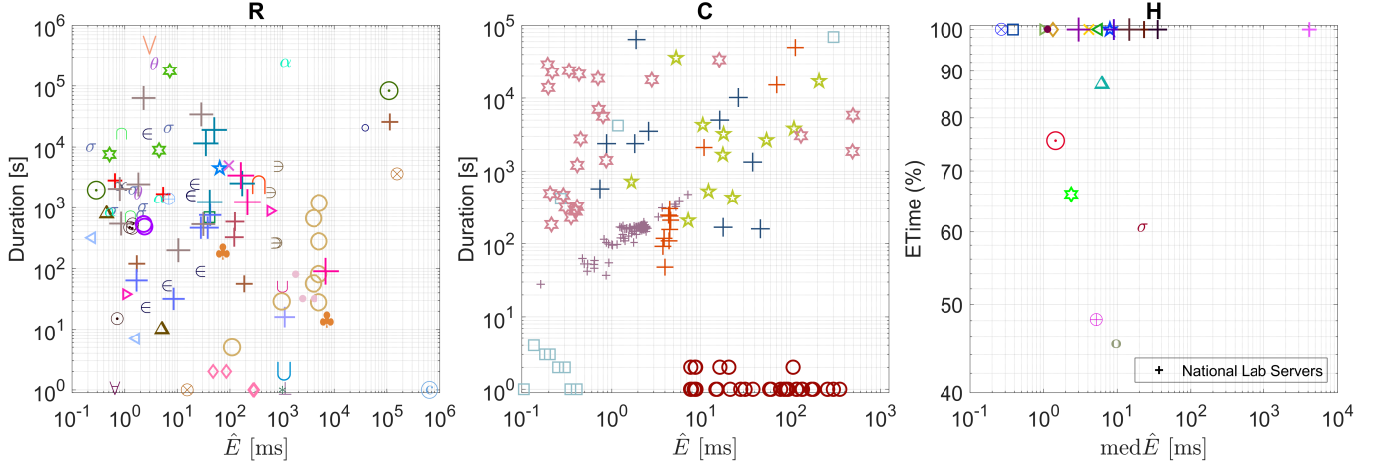 R
C
H
10^6
10^5
10^4
10^3
10^2
10^1
10^0
Duration [s]
10^-1 10^0 10^1 10^2 10^3 10^4 10^5 10^6
Ê [ms]
10^5
10^4
10^3
10^2
10^1
10^0
Duration [s]
10^-1 10^0 10^1 10^2 10^3
Ê [ms]
100
90
80
70
60
50
40
ETime (%)
10^-1 10^0 10^1 10^2 10^3 10^4
medÊ [ms]
National Lab Servers